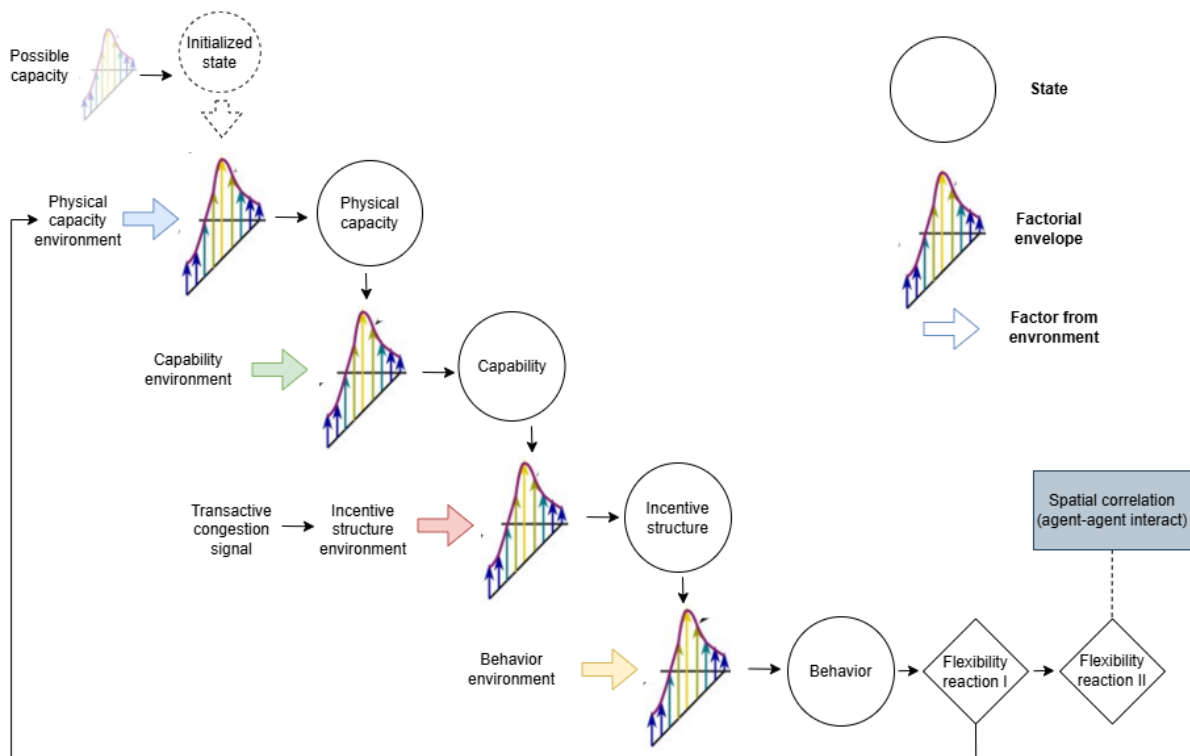 Possible
capacity
Initialized
state
State
Physical
capacity
environment
Physical
capacity
Factorial
envelope
Factor from
envronment
Capability
environment
Capability
Transactive
congestion
signal
Incentive
structure
environment
Incentive
structure
Spatial correlation
(agent-agent interact)
Behavior
environment
Behavior
Flexibility
reaction I
Flexibility
reaction II